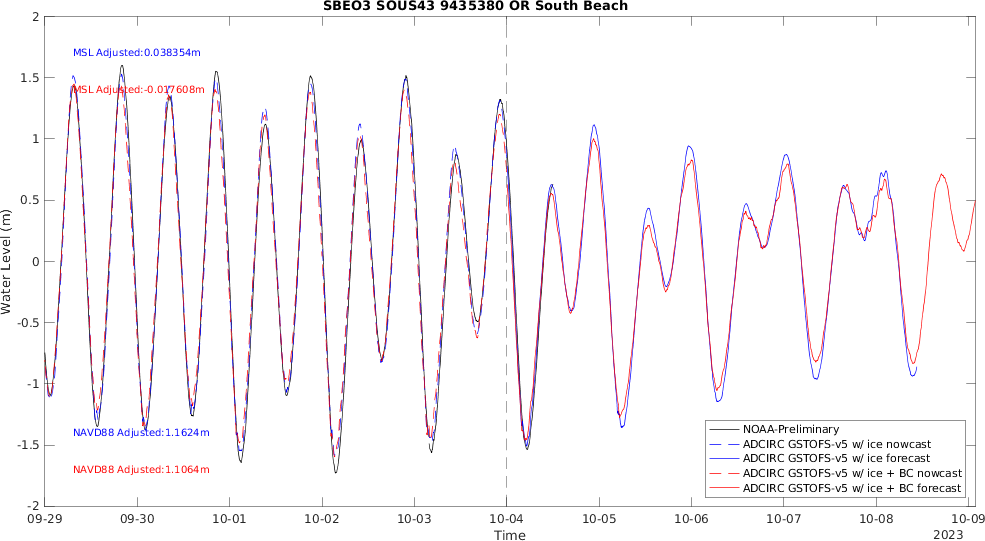 SBEO3 SOUS43 9435380 OR South Beach
2
1.5
1
0.5
0
-0.5
-1
-1.5
-2
Water Level (m)
MSL Adjusted:0.038354m
MSL Adjusted:-0.017608m
NAVD88 Adjusted:1.1624m
NAVD88 Adjusted:1.1064m
NOAA-Preliminary
ADCIRC GSTOFS-v5 w/ ice nowcast
ADCIRC GSTOFS-v5 w/ ice forecast
ADCIRC GSTOFS-v5 w/ ice + BC nowcast
ADCIRC GSTOFS-v5 w/ ice + BC forecast
09-29 09-30 10-01 10-02 10-03 10-04 10-05 10-06 10-07 10-08 10-09
Time
2023